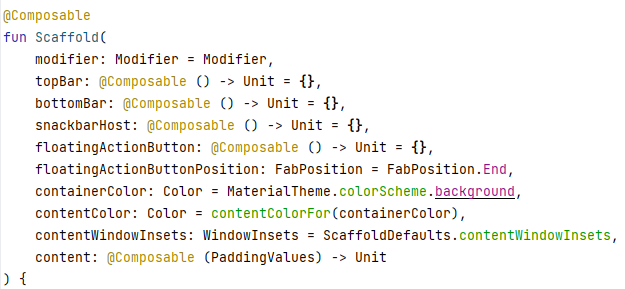 @Composable
fun Scaffold(
    modifier: Modifier = Modifier,
    topBar: @Composable () -> Unit = {},
    bottomBar: @Composable () -> Unit = {},
    snackbarHost: @Composable () -> Unit = {},
    floatingActionButton: @Composable () -> Unit = {},
    floatingActionButtonPosition: FabPosition = FabPosition.End,
    containerColor: Color = MaterialTheme.colorScheme.background,
    contentColor: Color = contentColorFor(containerColor),
    contentWindowInsets: WindowInsets = ScaffoldDefaults.contentWindowInsets,
    content: @Composable (PaddingValues) -> Unit
) {